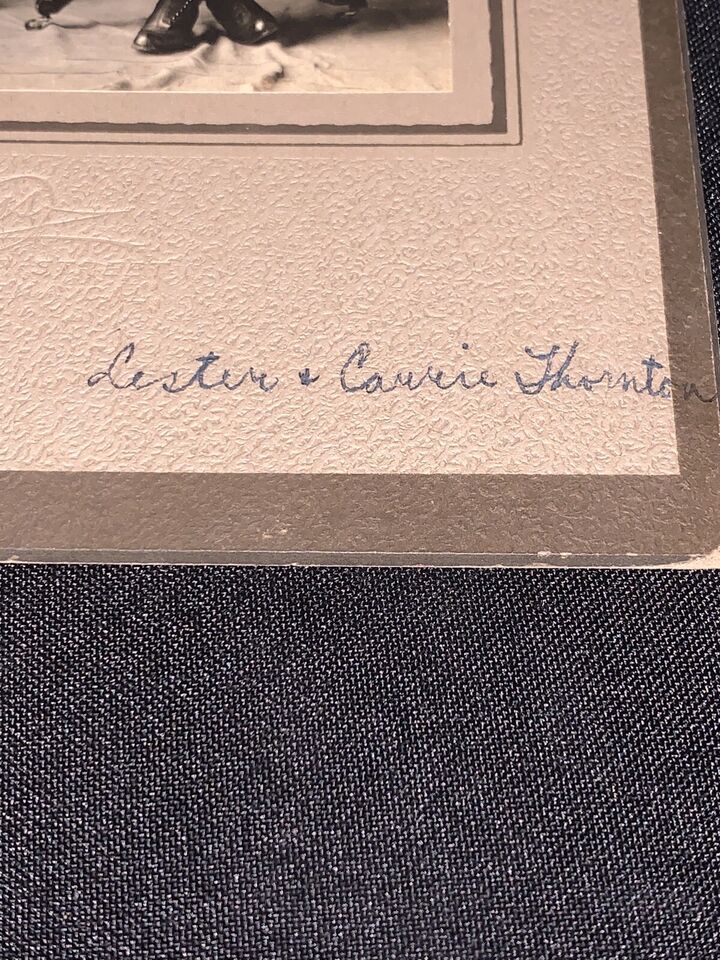 Lester + Carrie Thornton